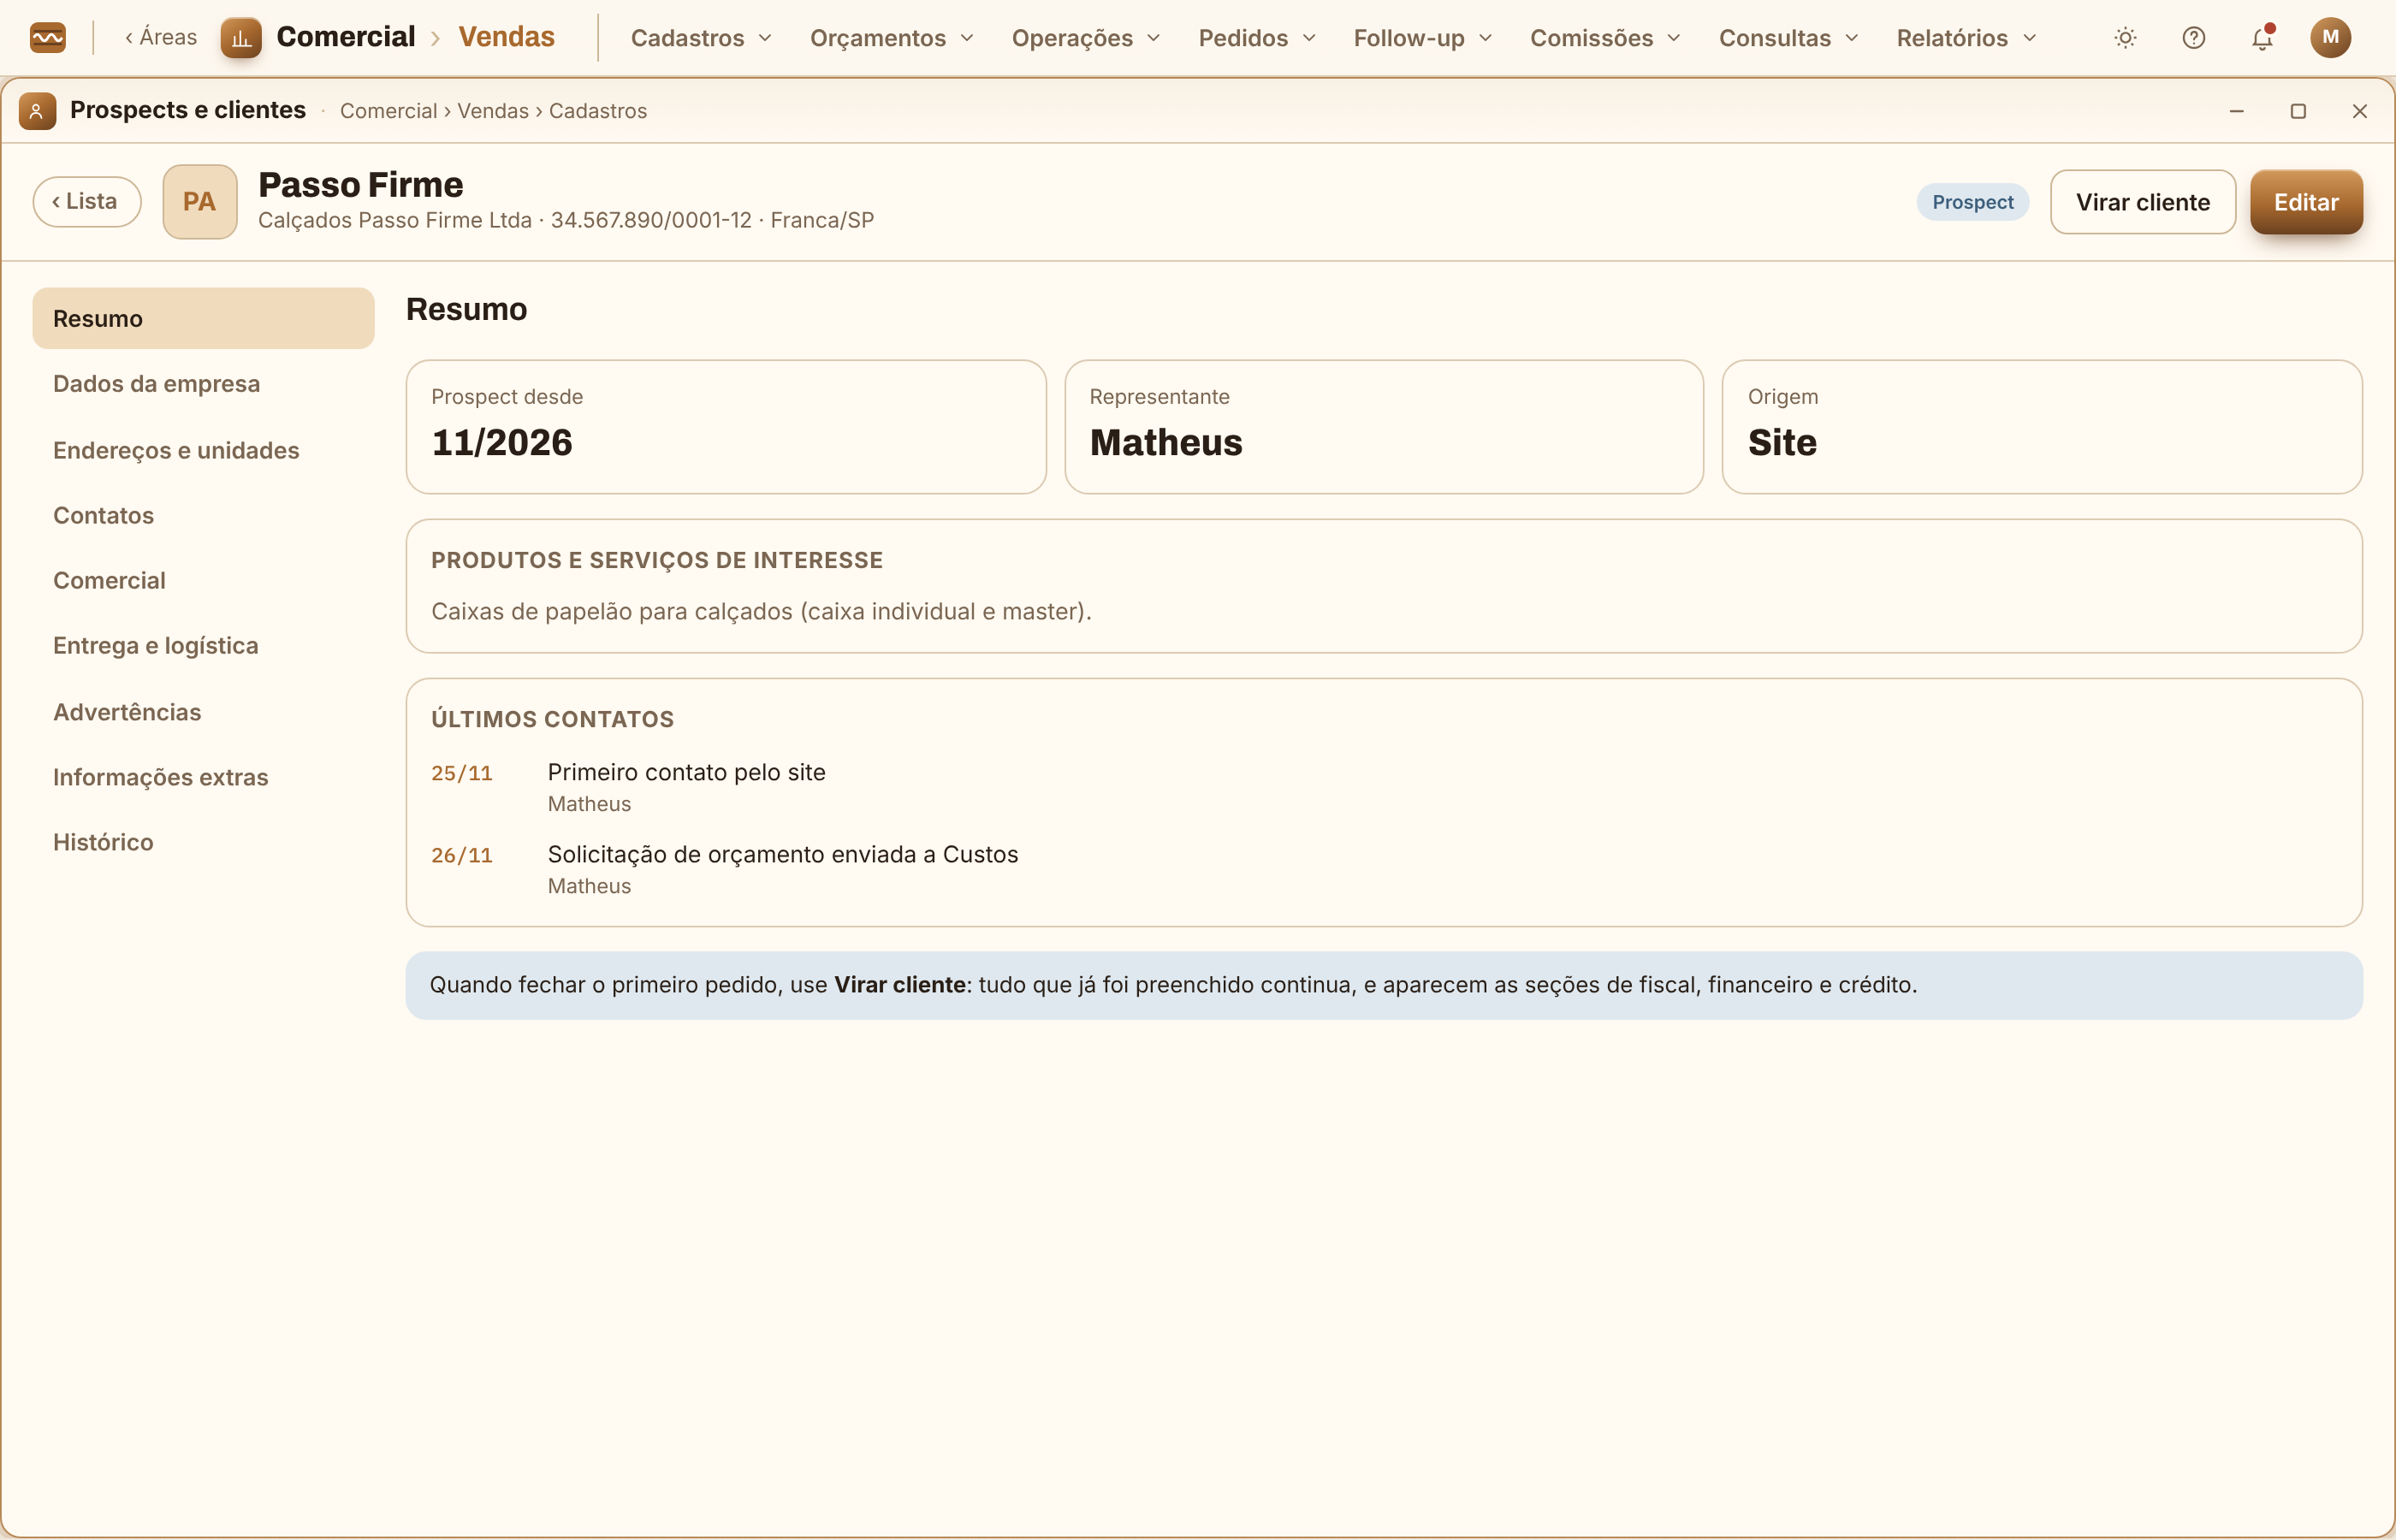 ‹ Áreas Comercial › Vendas Cadastros Orçamentos Operações Pedidos Follow-up Comissões Consultas Relatórios M
Prospects e clientes · Comercial › Vendas › Cadastros
‹ Lista
PA
Passo Firme
Calçados Passo Firme Ltda · 34.567.890/0001-12 · Franca/SP
Prospect
Virar cliente
Editar
Resumo
Dados da empresa
Endereços e unidades
Contatos
Comercial
Entrega e logística
Advertências
Informações extras
Histórico
Resumo
Prospect desde
11/2026
Representante
Matheus
Origem
Site
PRODUTOS E SERVIÇOS DE INTERESSE
Caixas de papelão para calçados (caixa individual e master).
ÚLTIMOS CONTATOS
25/11 Primeiro contato pelo site
Matheus
26/11 Solicitação de orçamento enviada a Custos
Matheus
Quando fechar o primeiro pedido, use Virar cliente: tudo que já foi preenchido continua, e aparecem as seções de fiscal, financeiro e crédito.